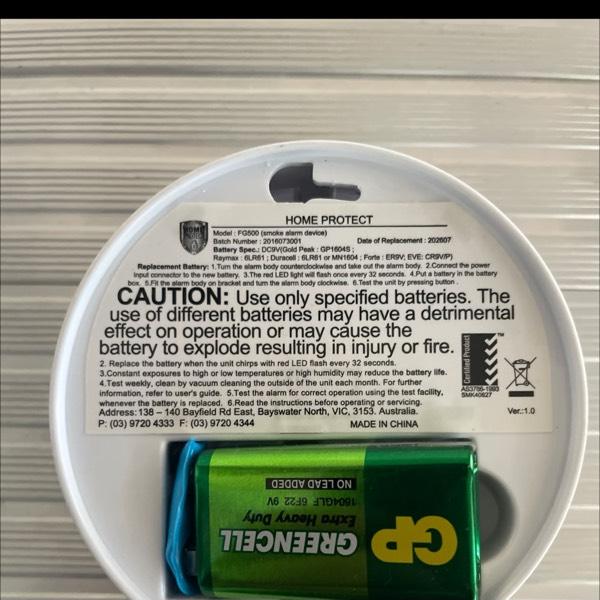 HOME PROTECT
HOME
Model : FG500 (smoke alarm device)
Batch Number : 2016073001 Date of Replacement : 202607
Battery Spec.: DC9V(Gold Peak : GP1604S ;
Raymax : 6LR61 ; Duracell : 6LR61 or MN1604 ; Forte : ER9V; EVE: CR9V/P)
Replacement Battery: 1.Turn the alarm body counterclockwise and take out the alarm body. 2.Connect the power
input connector to the new battery. 3.The red LED will flash once every 32 seconds. 4.Put a battery in the battery
box. 5.Fit the alarm body on bracket and turn the alarm body clockwise. 6.Test the unit by pressing button .
CAUTION: Use only specified batteries. The
use of different batteries may have a detrimental
effect on operation or may cause the
battery to explode resulting in injury or fire.
2. Replace the battery when the unit chirps with red LED flash every 32 seconds.
3.Constant exposures to high or low temperatures or high humidity may reduce the battery life.
4.Test weekly, clean by vacuum cleaning the outside of the unit each month. For further
information, refer to user's guide. 5.Test the alarm for correct operation using the test facility,
whenever the battery is replaced. 6.Read the instructions before operating or servicing.
Address: 138 – 140 Bayfield Rd East, Bayswater North, VIC, 3153. Australia.
P: (03) 9720 4333 F: (03) 9720 4344 MADE IN CHINA
Certified Product
TM
AS3786-1993
SMK40627
Ver.:1.0
GP
GREENCELL
Extra Heavy Duty
1604GLF 6F22 9V
NO LEAD ADDED